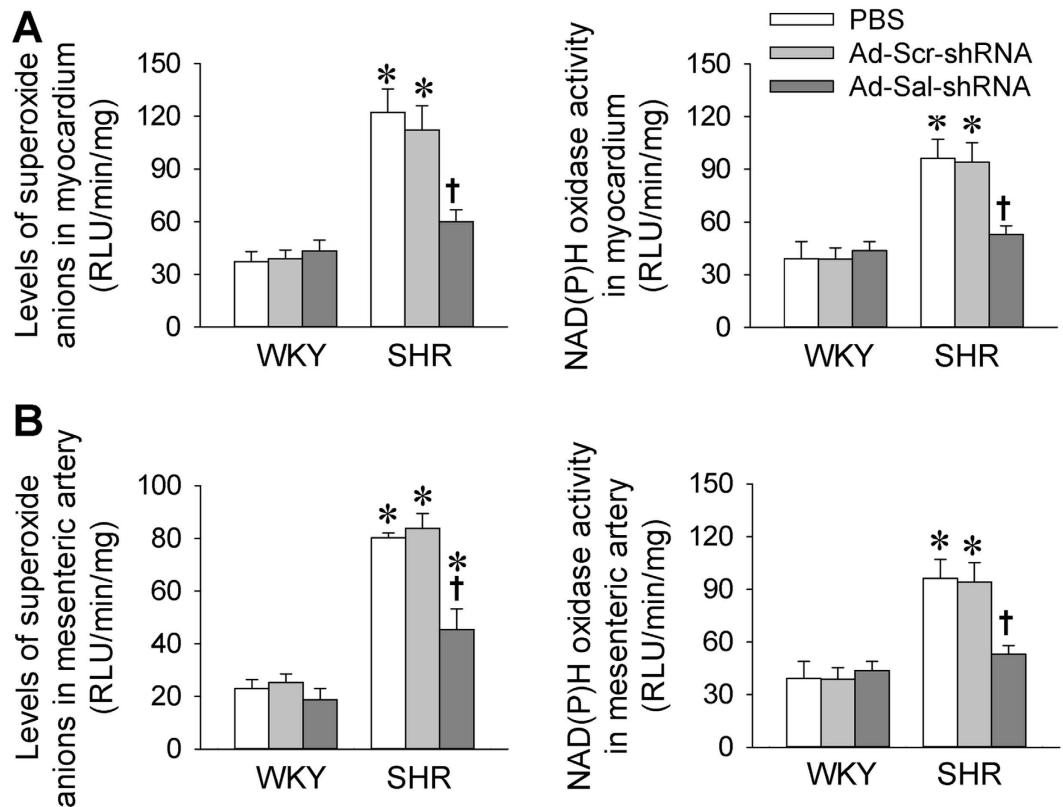 A
PBS
Ad-Scr-shRNA
Ad-Sal-shRNA
Levels of superoxide
anions in myocardium
(RLU/min/mg)
150
120
90
60
30
0
* *
†
WKY SHR
NAD(P)H oxidase activity
in myocardium
(RLU/min/mg)
150
120
90
60
30
0
* *
†
WKY SHR
B
Levels of superoxide
anions in mesenteric artery
(RLU/min/mg)
100
80
60
40
20
0
* *
*
†
WKY SHR
NAD(P)H oxidase activity
in mesenteric artery
(RLU/min/mg)
150
120
90
60
30
0
* *
†
WKY SHR